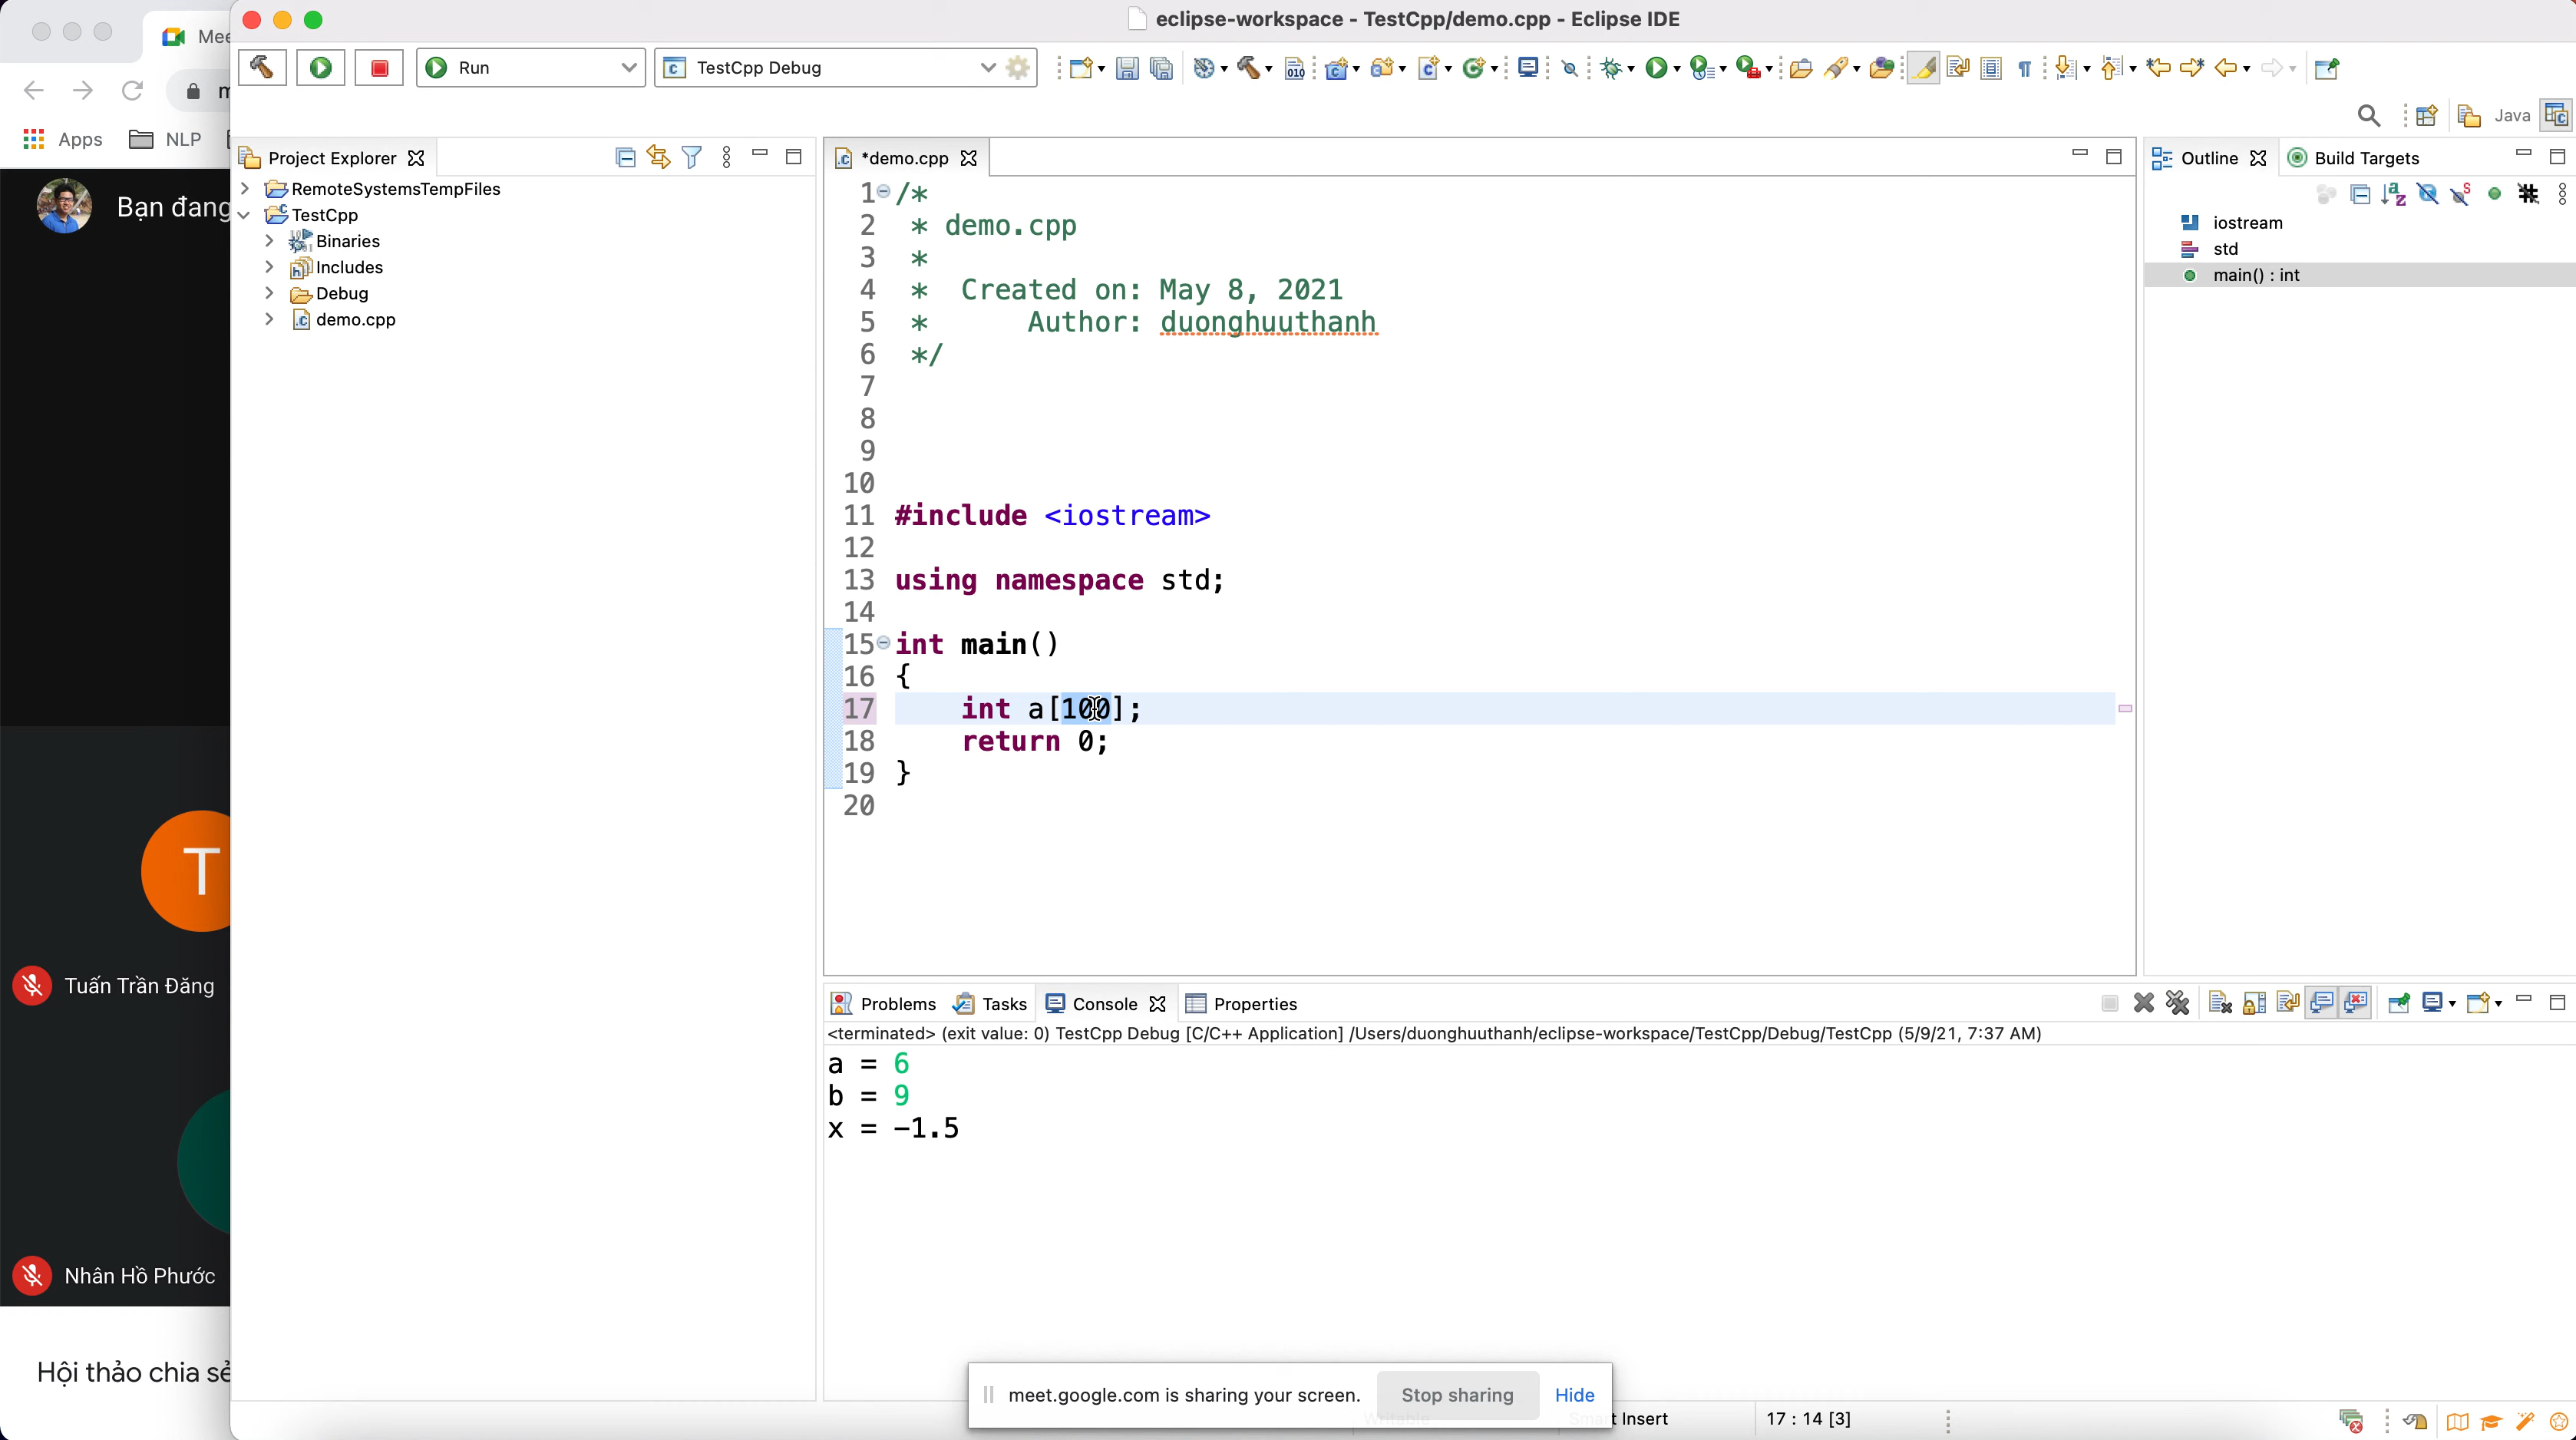 eclipse-workspace - TestCpp/demo.cpp - Eclipse IDE
Mee
Run
TestCpp Debug
Apps
NLP
Java
Project Explorer
*demo.cpp
Outline
Build Targets
RemoteSystemsTempFiles
TestCpp
Binaries
Includes
Debug
demo.cpp
Bạn đang
1 /*
2 * demo.cpp
3 *
4 * Created on: May 8, 2021
5 * Author: duonghuuthanh
6 */
7
8
9
10
11 #include <iostream>
12
13 using namespace std;
14
15 int main()
16 {
17 int a[100];
18 return 0;
19 }
20
iostream
std
main() : int
T
Tuấn Trần Đăng
Nhân Hồ Phước
Hội thảo chia sẻ
Problems
Tasks
Console
Properties
<terminated> (exit value: 0) TestCpp Debug [C/C++ Application] /Users/duonghuuthanh/eclipse-workspace/TestCpp/Debug/TestCpp (5/9/21, 7:37 AM)
a = 6
b = 9
x = -1.5
meet.google.com is sharing your screen.
Stop sharing
Hide
Writable
Smart Insert
17 : 14 [3]